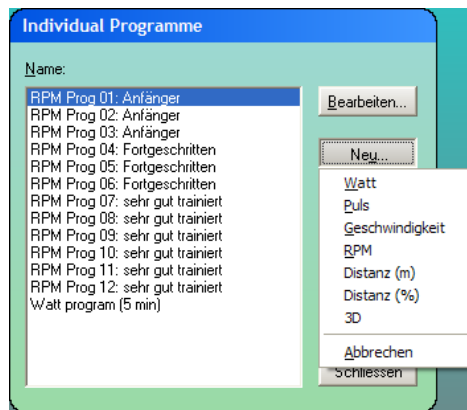 Individual Programme
Name:
RPM Prog 01: Anfänger
RPM Prog 02: Anfänger
RPM Prog 03: Anfänger
RPM Prog 04: Fortgeschritten
RPM Prog 05: Fortgeschritten
RPM Prog 06: Fortgeschritten
RPM Prog 07: sehr gut trainiert
RPM Prog 08: sehr gut trainiert
RPM Prog 09: sehr gut trainiert
RPM Prog 10: sehr gut trainiert
RPM Prog 11: sehr gut trainiert
RPM Prog 12: sehr gut trainiert
Watt program (5 min)
Bearbeiten...
Neu...
Watt
Puls
Geschwindigkeit
RPM
Distanz (m)
Distanz (%)
3D
Abbrechen
Schliessen